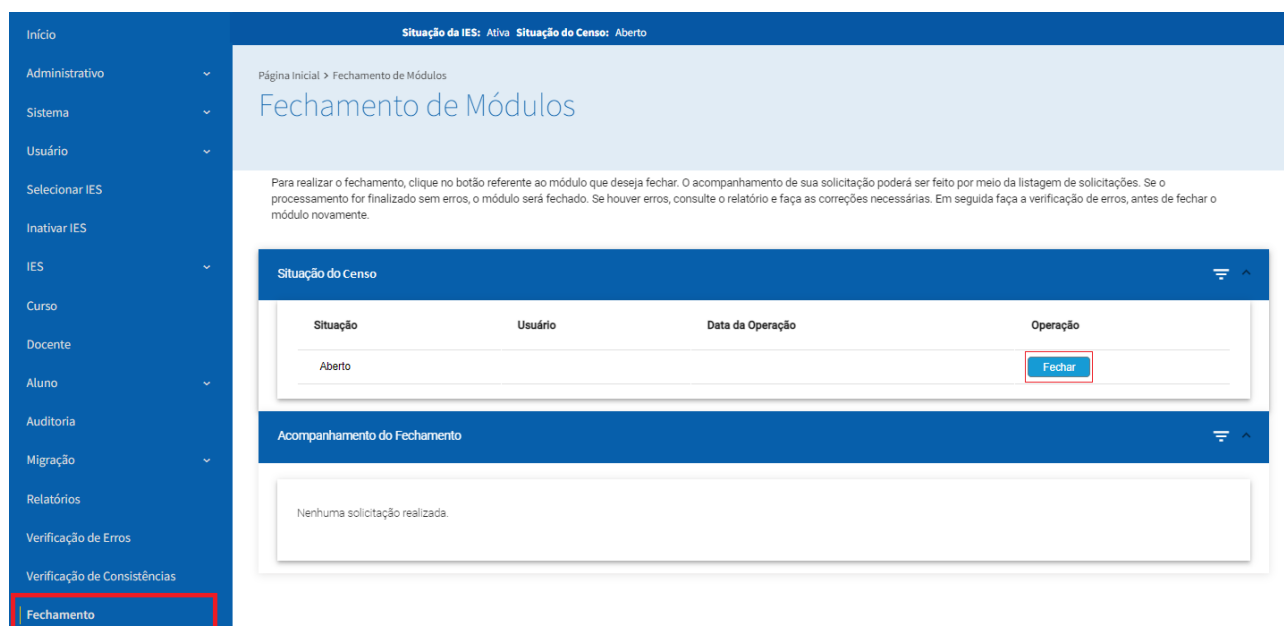 Início
Administrativo
Sistema
Usuário
Selecionar IES
Inativar IES
IES
Curso
Docente
Aluno
Auditoria
Migração
Relatórios
Verificação de Erros
Verificação de Consistências
Fechamento
Situação da IES: Ativa Situação do Censo: Aberto
Página Inicial > Fechamento de Módulos
Fechamento de Módulos
Para realizar o fechamento, clique no botão referente ao módulo que deseja fechar. O acompanhamento de sua solicitação poderá ser feito por meio da listagem de solicitações. Se o
processamento for finalizado sem erros, o módulo será fechado. Se houver erros, consulte o relatório e faça as correções necessárias. Em seguida faça a verificação de erros, antes de fechar o
módulo novamente.
Situação do Censo
Situação Usuário Data da Operação Operação
Aberto Fechar
Acompanhamento do Fechamento
Nenhuma solicitação realizada.